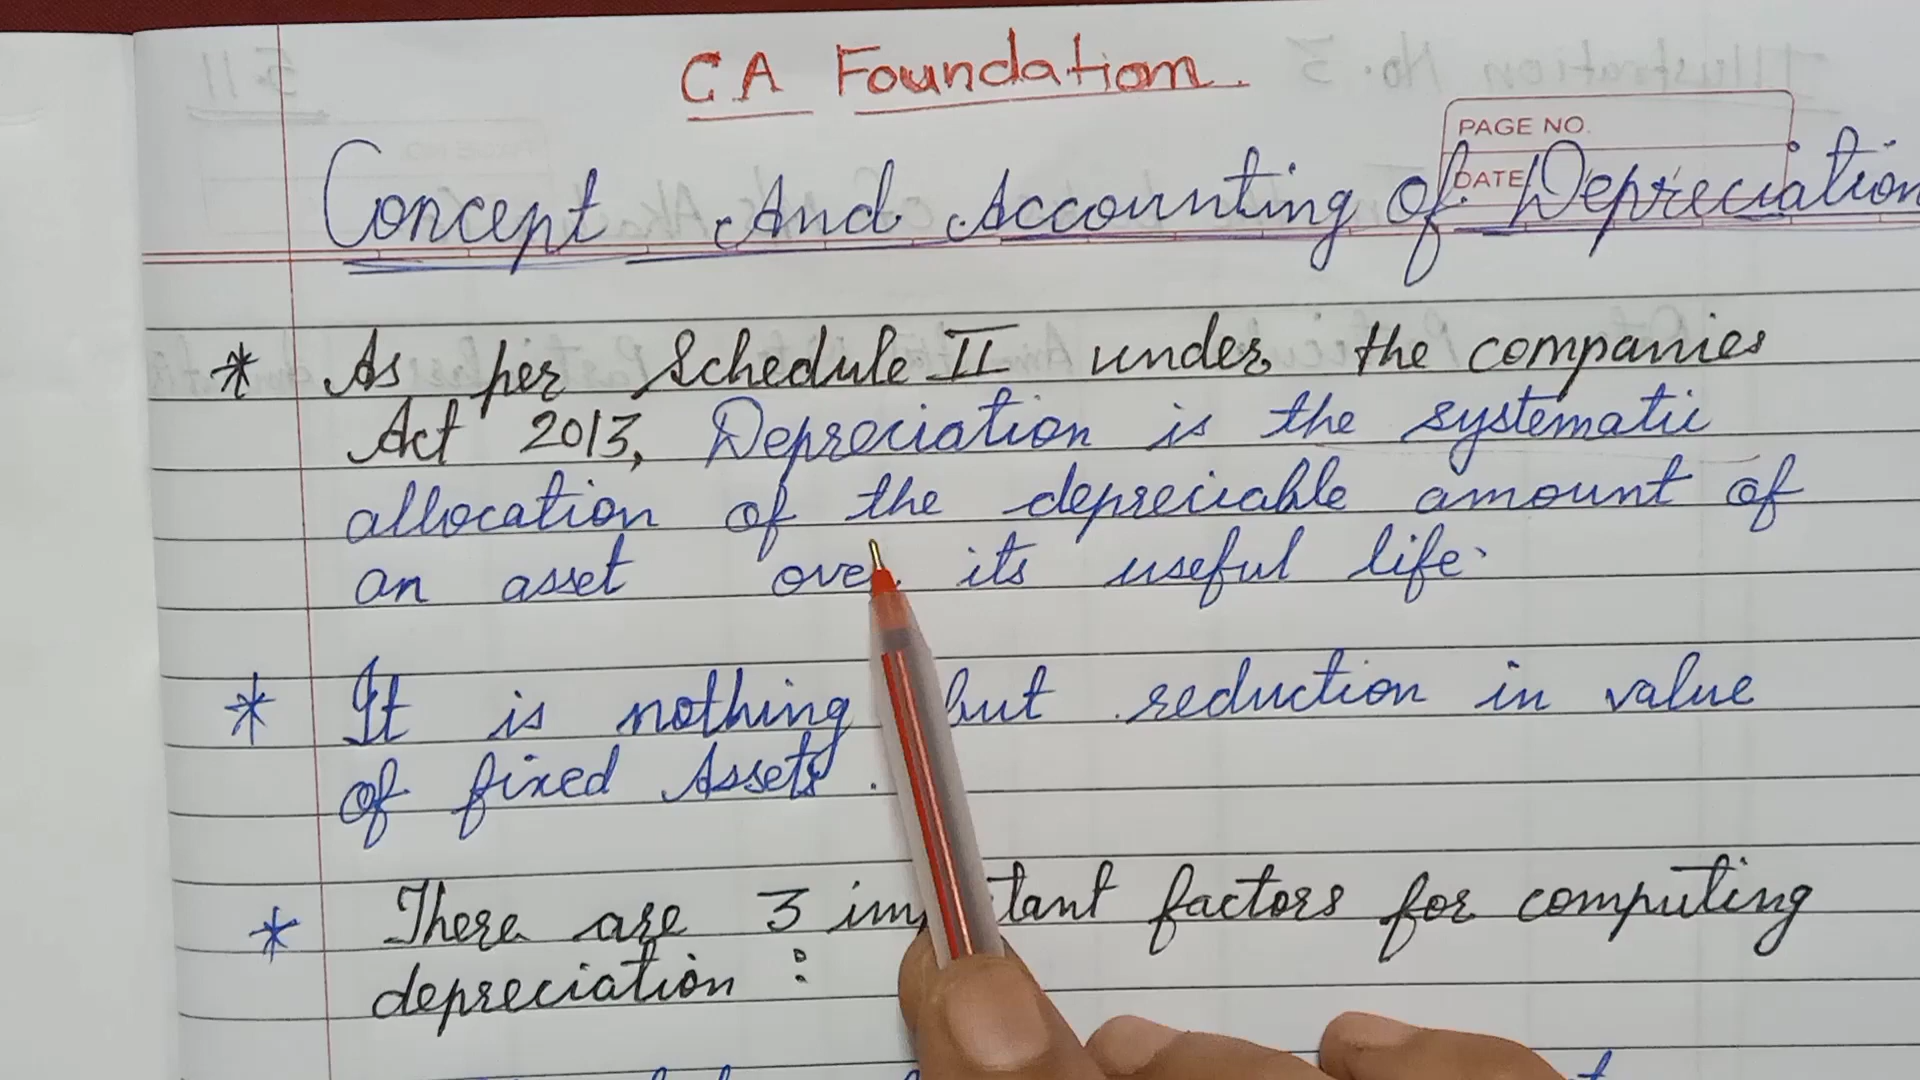 CA Foundation.
PAGE NO.
DATE
Concept And Accounting of Depreciation
* As per Schedule II under the companies
Act 2013, Depreciation is the systematic
allocation of the depreciable amount of
an asset over its useful life.
* It is nothing but reduction in value
of fixed Assets.
* There are 3 important factors for computing
depreciation :